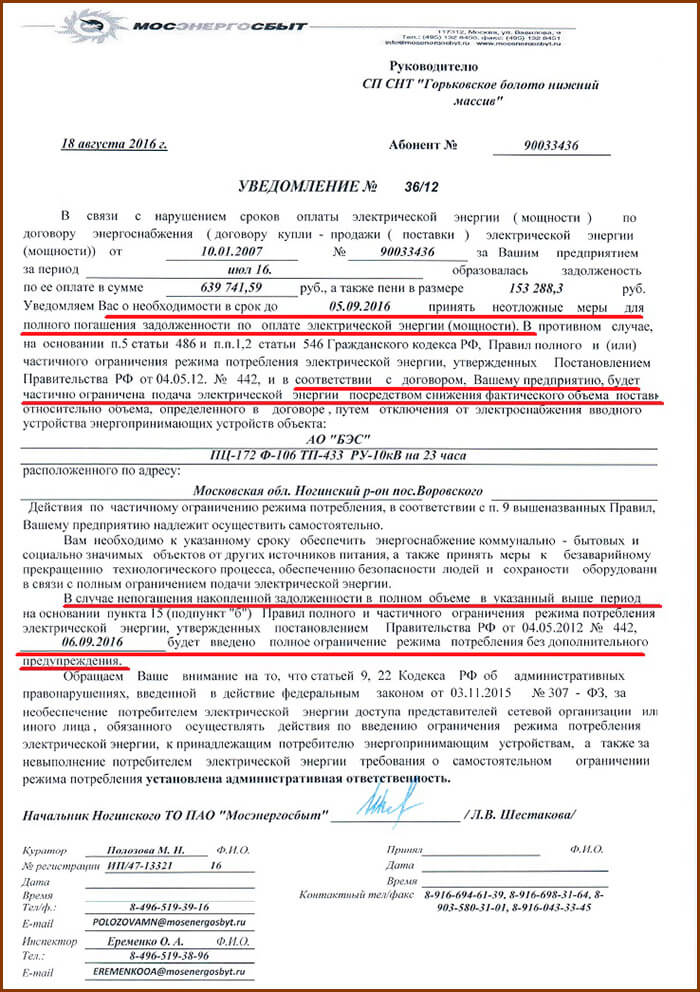 МОСЭНЕРГОСБЫТ
117312, Москва, ул. Вавилова, 9
Тел.: (495) 132 8400, факс: (495) 132 8451
info@mosenergosbyt.ru www.mosenergosbyt.ru
Руководителю
СП СНТ "Горьковское болото нижний
массив"
18 августа 2016 г. Абонент № 90033436
УВЕДОМЛЕНИЕ № 36/12
В связи с нарушением сроков оплаты электрической энергии ( мощности ) по
договору энергоснабжения ( договору купли - продажи ( поставки ) электрической энергии
(мощности)) от 10.01.2007 № 90033436 за Вашим предприятием
за период июл 16. образовалась задолженость
по ее оплате в сумме 639 741,59 руб., а также пени в размере 153 288,3 руб.
Уведомляем Вас о необходимости в срок до 05.09.2016 принять неотложные меры для
полного погашения задолженности по оплате электрической энергии (мощности). В противном случае,
на основании п.5 статьи 486 и п.п.1,2 статьи 546 Гражданского кодекса РФ, Правил полного и (или)
частичного ограничения режима потребления электрической энергии, утвержденных Постановлением
Правительства РФ от 04.05.12. № 442, и в соответствии с договором, Вашему предприятию, будет
частично ограничена подача электрической энергии посредством снижения фактического объема поставк
относительно объема, определенного в договоре , путем отключения от электроснабжения вводного
устройства энергопринимающих устройств объекта:
АО "БЭС"
ПЦ-172 Ф-106 ТП-433 РУ-10кВ на 23 часа
расположенного по адресу:
Московская обл. Ногинский р-он пос.Воровского
Действия по частичному ограничению режима потребления, в соответствии с п. 9 вышеназванных Правил,
Вашему предприятию надлежит осуществить самостоятельно.
Вам необходимо к указанному сроку обеспечить энергоснабжение коммунально - бытовых и
социально значимых объектов от других источников питания, а также принять меры к безаварийному
прекращению технологического процесса, обеспечению безопасности людей и сохраности оборудовани
в связи с полным ограничением подачи электрической энергии.
В случае непогашения накопленной задолженности в полном объеме в указанный выше период
на основании пункта 15 (подпункт "б") Правил полного и частичного ограничения режима потребления
электрической энергии, утвержденных постановлением Правительства РФ от 04.05.2012 № 442,
06.09.2016 будет введено полное ограничение режима потребления без дополнительного
предупреждения.
Обращаем Ваше внимание на то, что статьей 9, 22 Кодекса РФ об административных
правонарушениях, введенной в действие федеральным законом от 03.11.2015 № 307 - ФЗ, за
необеспечение потребителем электрической энергии доступа представителей сетевой организации или
иного лица , обязанного осуществлять действия по введению ограничения режима потребления
электрической энергии, к принадлежащим потребителю энергопринимающим устройствам, а также за
невыполнение потребителем электрической энергии требования о самостоятельном ограничении
режима потребления установлена административная ответственность.
Начальник Ногинского ТО ПАО "Мосэнергосбыт" / Л.В. Шестакова/
Куратор Полозова М. Н. Ф.И.О. Принял Ф.И.О.
№ регистрации ИП/47-13321 16 Дата
Дата Время
Время Контактный тел/факс 8-916-694-61-39, 8-916-698-31-64, 8-
Тел/ф.: 8-496-519-39-16 903-580-31-01, 8-916-043-33-45
E-mail POLOZOVAMN@mosenergosbyt.ru
Инспектор Еременко О. А. Ф.И.О.
Тел.: 8-496-519-38-96
E-mail EREMENKOOA@mosenergosbyt.ru